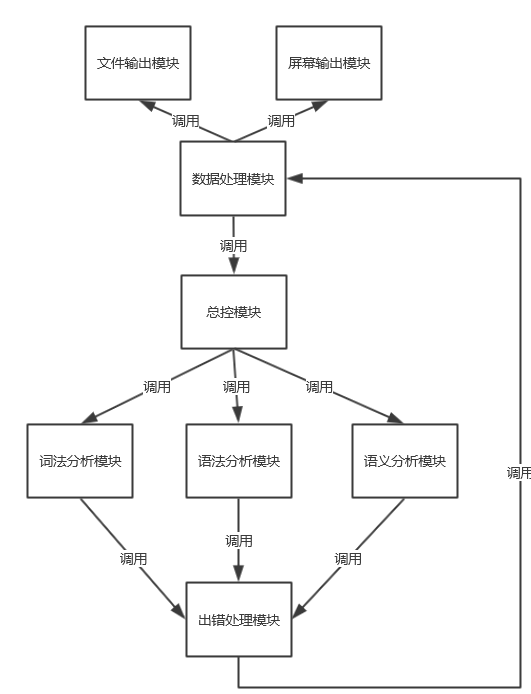 文件输出模块
屏幕输出模块
调用
调用
数据处理模块
调用
总控模块
调用
调用
调用
词法分析模块
语法分析模块
语义分析模块
调用
调用
调用
调用
出错处理模块